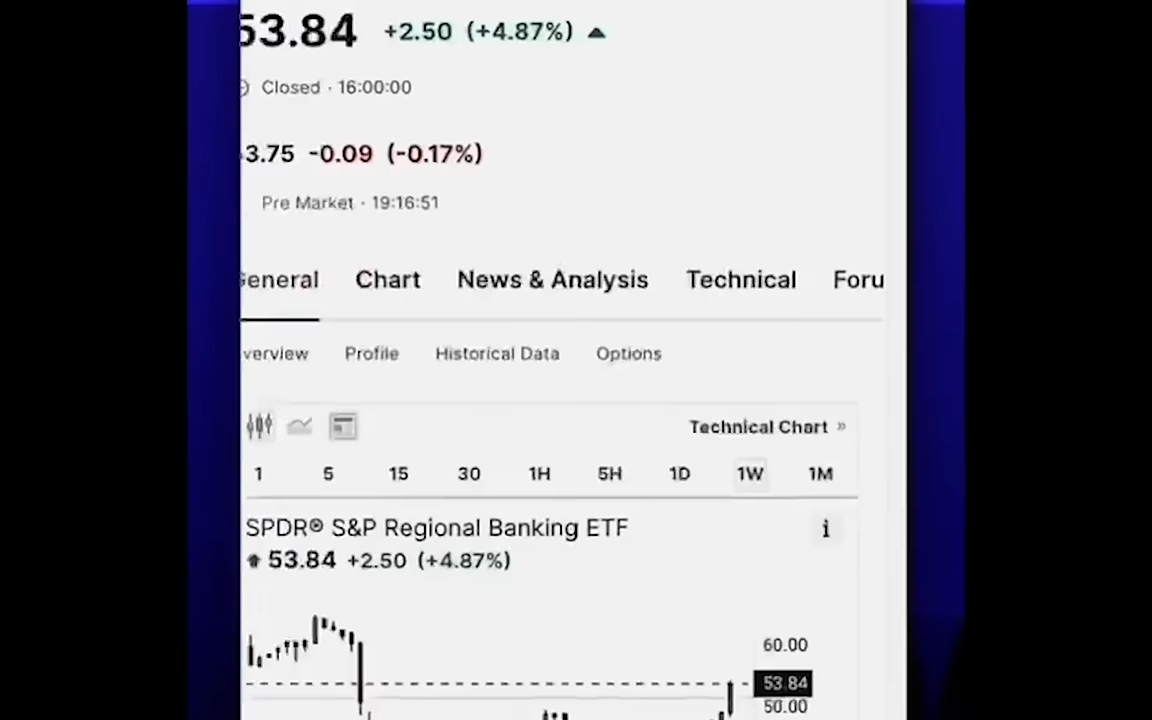 53.84 +2.50 (+4.87%)
Closed · 16:00:00
3.75 -0.09 (-0.17%)
Pre Market · 19:16:51
General Chart News & Analysis Technical Foru
verview Profile Historical Data Options
Technical Chart »
1 5 15 30 1H 5H 1D 1W 1M
SPDR® S&P Regional Banking ETF
i
53.84 +2.50 (+4.87%)
60.00
53.84
50.00